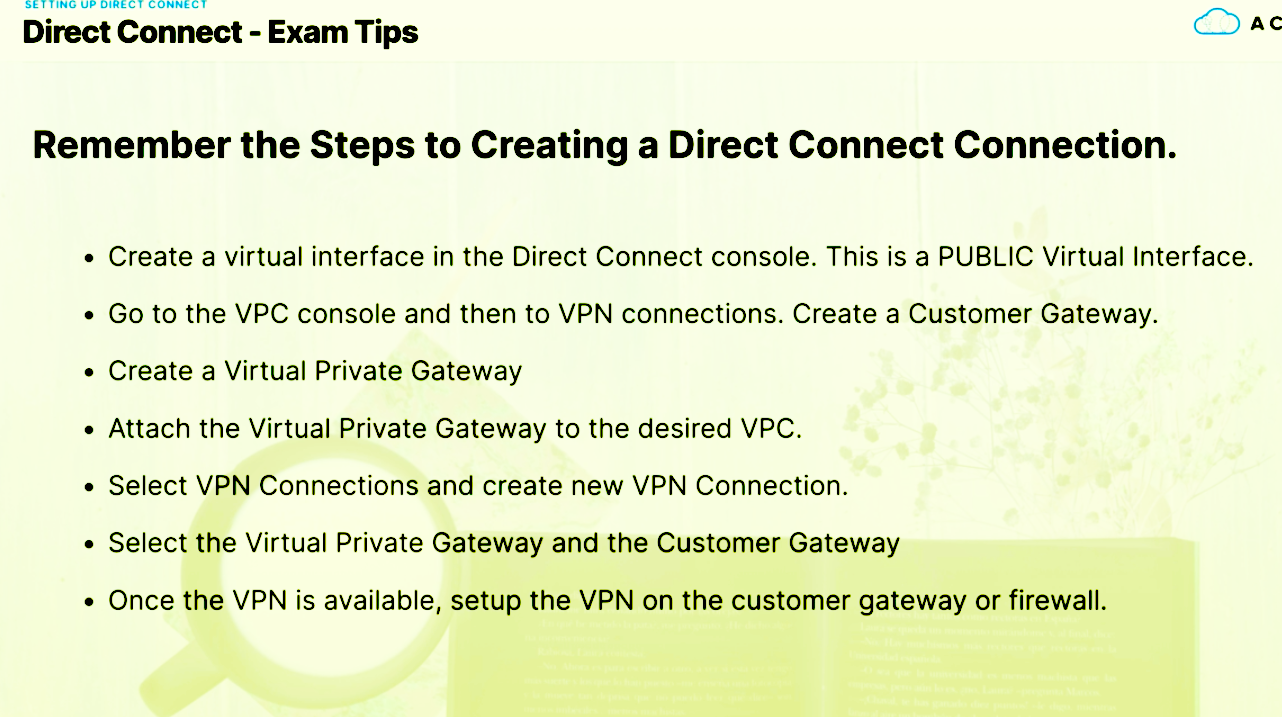 SETTING UP DIRECT CONNECT
Direct Connect - Exam Tips
A C
Remember the Steps to Creating a Direct Connect Connection.
• Create a virtual interface in the Direct Connect console. This is a PUBLIC Virtual Interface.
• Go to the VPC console and then to VPN connections. Create a Customer Gateway.
• Create a Virtual Private Gateway
• Attach the Virtual Private Gateway to the desired VPC.
• Select VPN Connections and create new VPN Connection.
• Select the Virtual Private Gateway and the Customer Gateway
• Once the VPN is available, setup the VPN on the customer gateway or firewall.